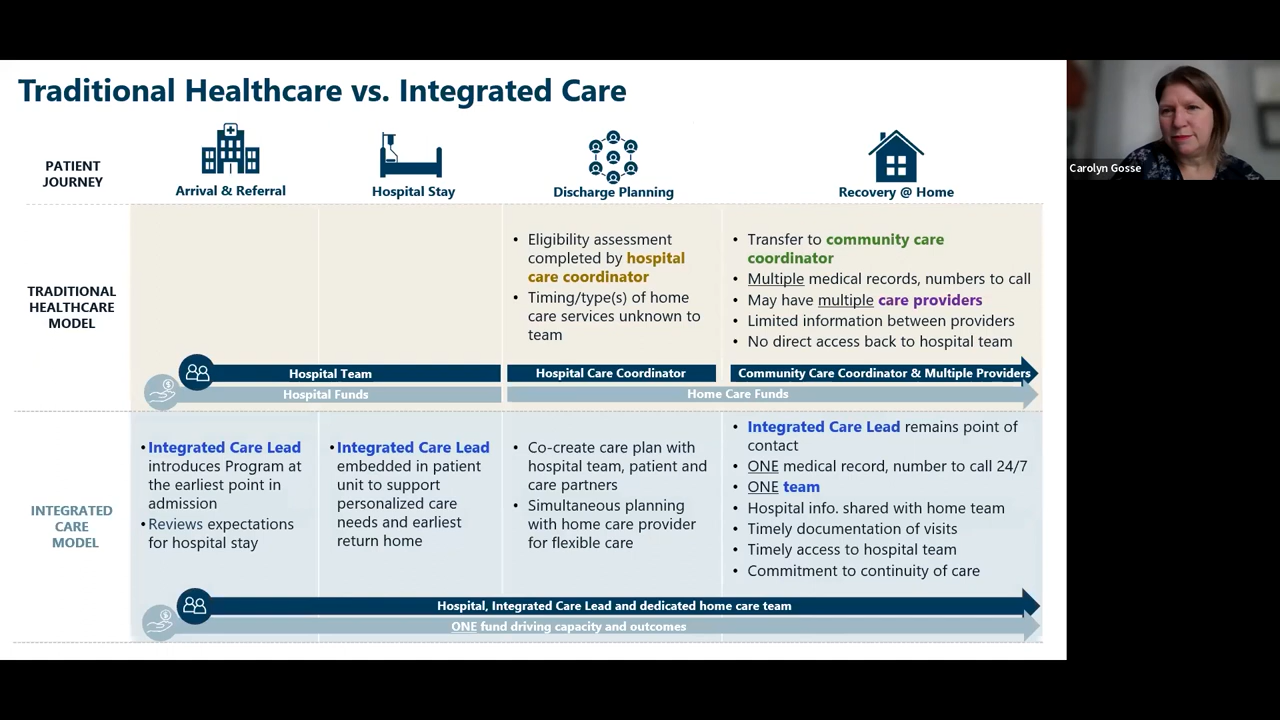 Traditional Healthcare vs. Integrated Care
Carolyn Gosse
PATIENT
JOURNEY
Arrival & Referral
Hospital Stay
Discharge Planning
Recovery @ Home
TRADITIONAL
HEALTHCARE
MODEL
• Eligibility assessment
completed by hospital
care coordinator
• Timing/type(s) of home
care services unknown to
team
• Transfer to community care
coordinator
• Multiple medical records, numbers to call
• May have multiple care providers
• Limited information between providers
• No direct access back to hospital team
Hospital Team
Hospital Care Coordinator
Community Care Coordinator & Multiple Providers
Hospital Funds
Home Care Funds
INTEGRATED
CARE
MODEL
• Integrated Care Lead
introduces Program at
the earliest point in
admission
• Reviews expectations
for hospital stay
• Integrated Care Lead
embedded in patient
unit to support
personalized care
needs and earliest
return home
• Co-create care plan with
hospital team, patient and
care partners
• Simultaneous planning
with home care provider
for flexible care
• Integrated Care Lead remains point of
contact
• ONE medical record, number to call 24/7
• ONE team
• Hospital info. shared with home team
• Timely documentation of visits
• Timely access to hospital team
• Commitment to continuity of care
Hospital, Integrated Care Lead and dedicated home care team
ONE fund driving capacity and outcomes